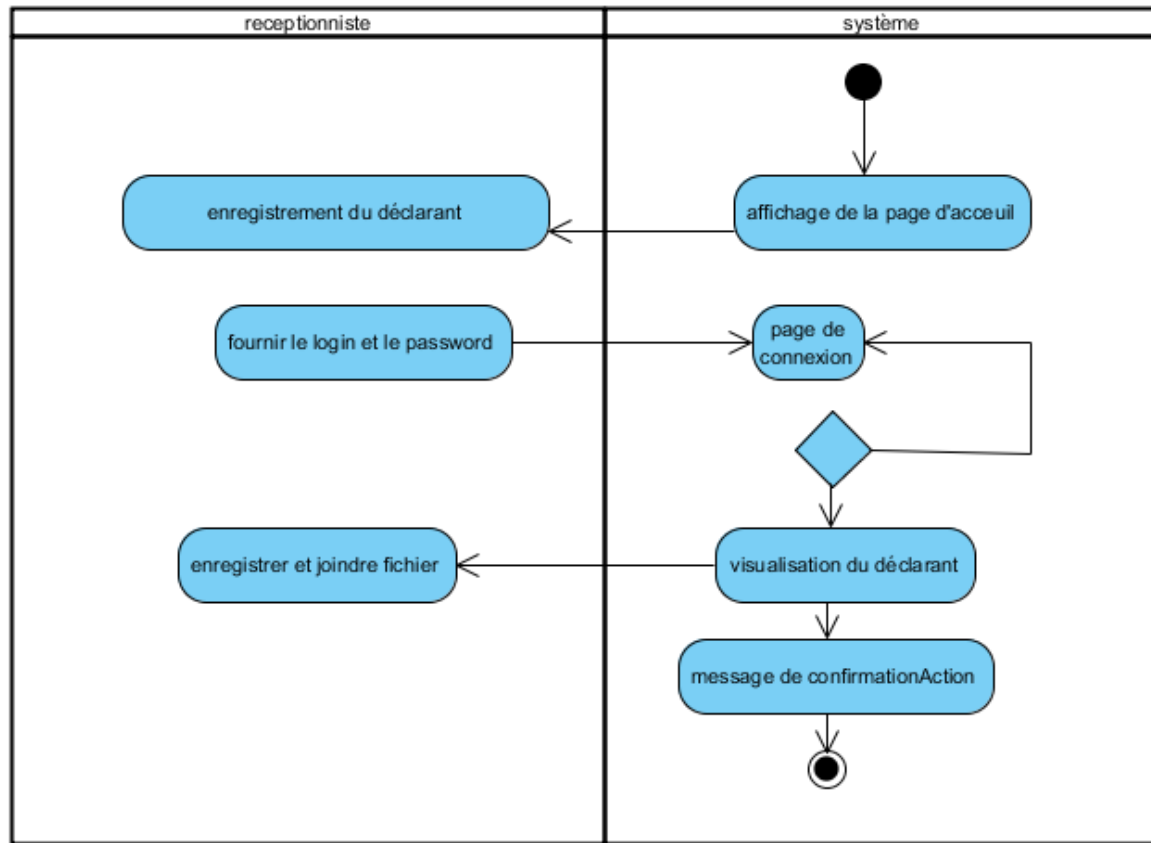 receptionniste
système
enregistrement du déclarant
affichage de la page d'acceuil
fournir le login et le password
page de
connexion
enregistrer et joindre fichier
visualisation du déclarant
message de confirmationAction